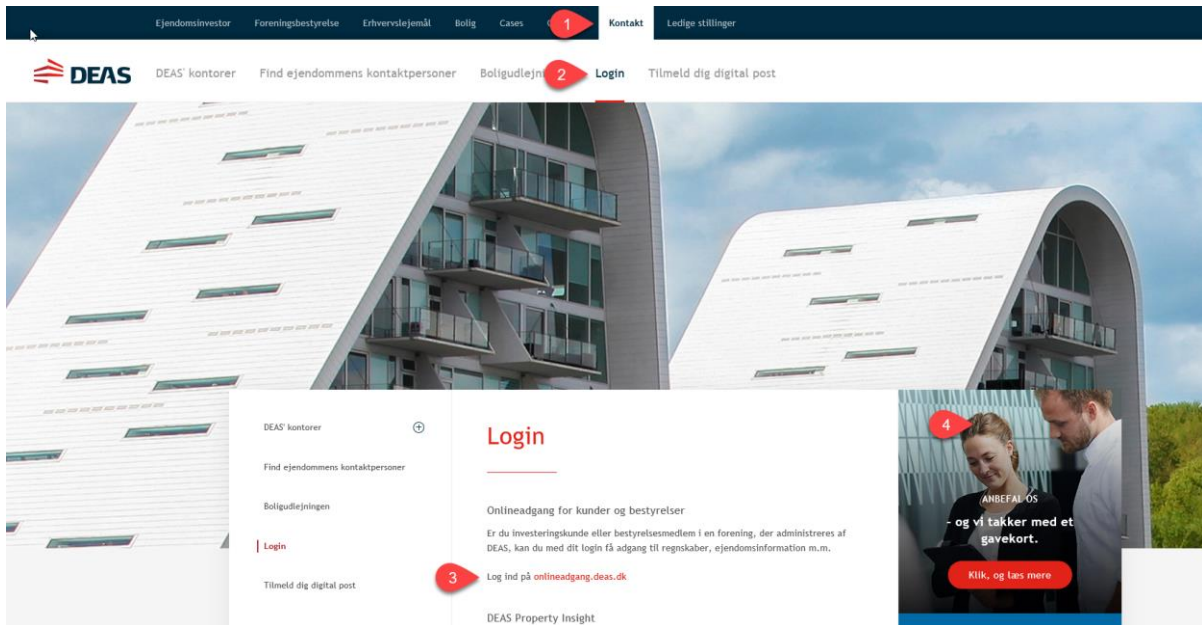 Ejendomsinvestor Foreningsbestyrelse Erhvervslejemål Bolig Cases 1 Kontakt Ledige stillinger
DEAS DEAS' kontorer Find ejendommens kontaktpersoner 2 Login Tilmeld dig digital post
4
DEAS' kontorer
Find ejendommens kontaktpersoner
Boligudlejningen
Login
Tilmeld dig digital post
Login
Onlineadgang for kunder og bestyrelser
Er du investeringskunde eller bestyrelsesmedlem i en forening, der administreres af
DEAS, kan du med dit login få adgang til regnskaber, ejendomsinformation m.m.
3 Log ind på onlineadgang.deas.dk
DEAS Property Insight
ANBEFAL OS
- og vi takker med et
gavekort.
Klik, og læs mere